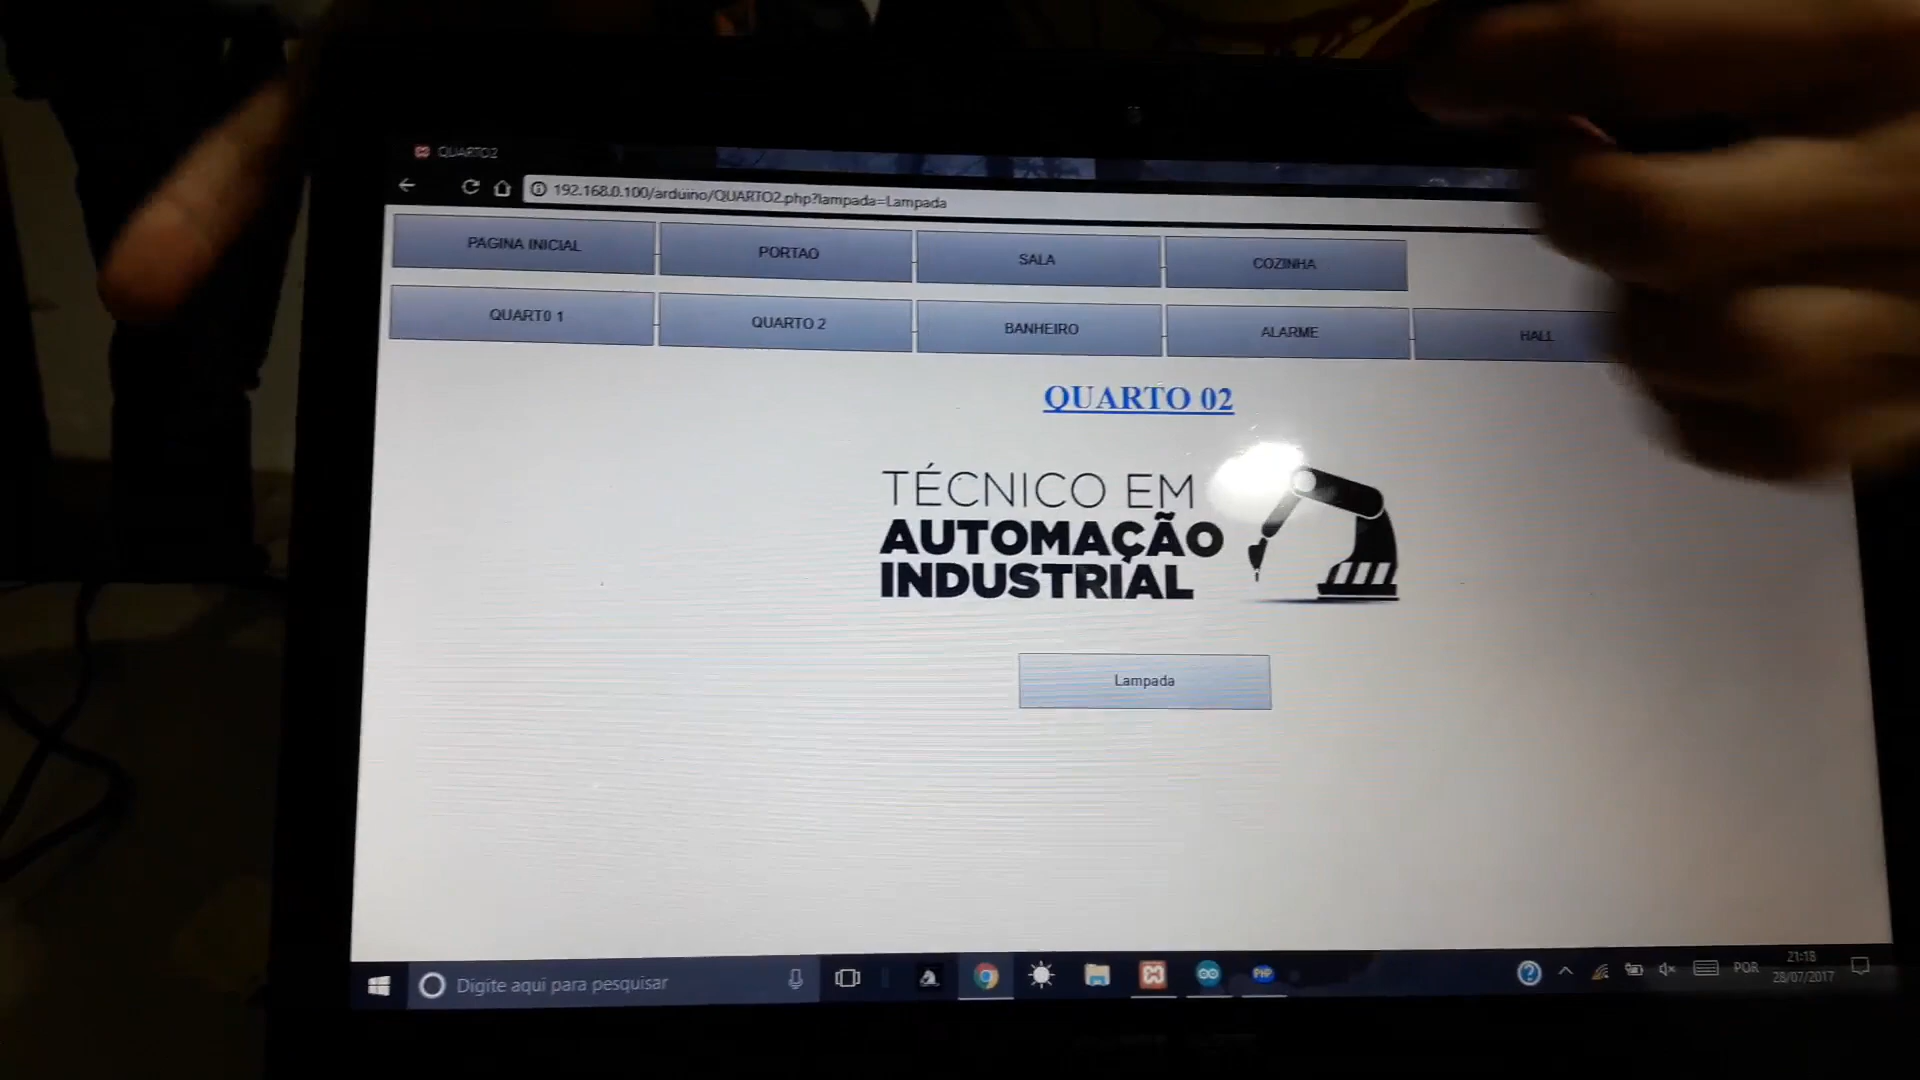 QUARTO2
192.168.0.100/arduino/QUARTO2.php?lampada=Lampada
PAGINA INICIAL
PORTAO
SALA
COZINHA
QUART0 1
QUARTO 2
BANHEIRO
ALARME
HALL
QUARTO 02
TÉCNICO EM
AUTOMAÇÃO
INDUSTRIAL
Lampada
Digite aqui para pesquisar
PHP
POR
21:18
28/07/2017